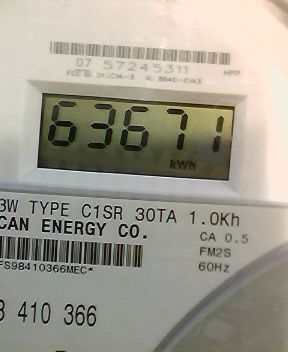 07 57245311
63671
kWh
3W TYPE C1SR 30TA 1.0Kh
CAN ENERGY CO.
CA 0.5
FM2S
60Hz
FS98410366MEC*
3 410 366